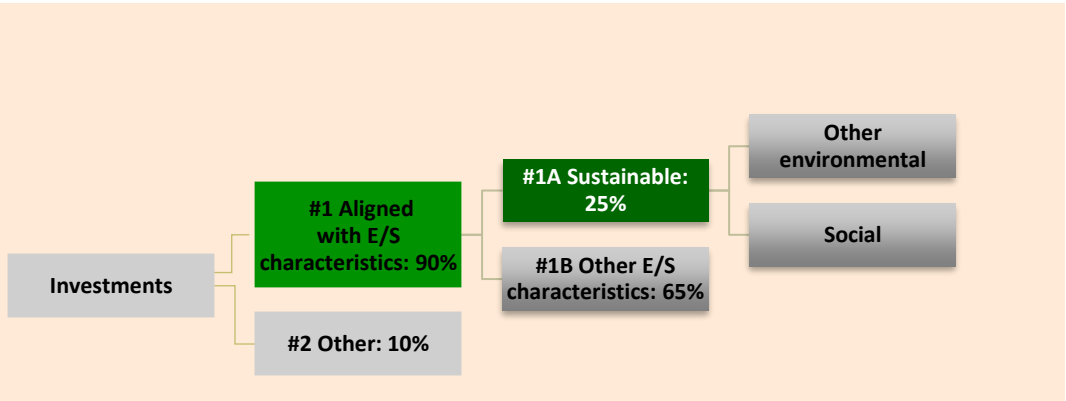 Investments
#1 Aligned
with E/S
characteristics: 90%
#2 Other: 10%
#1A Sustainable:
25%
#1B Other E/S
characteristics: 65%
Other
environmental
Social